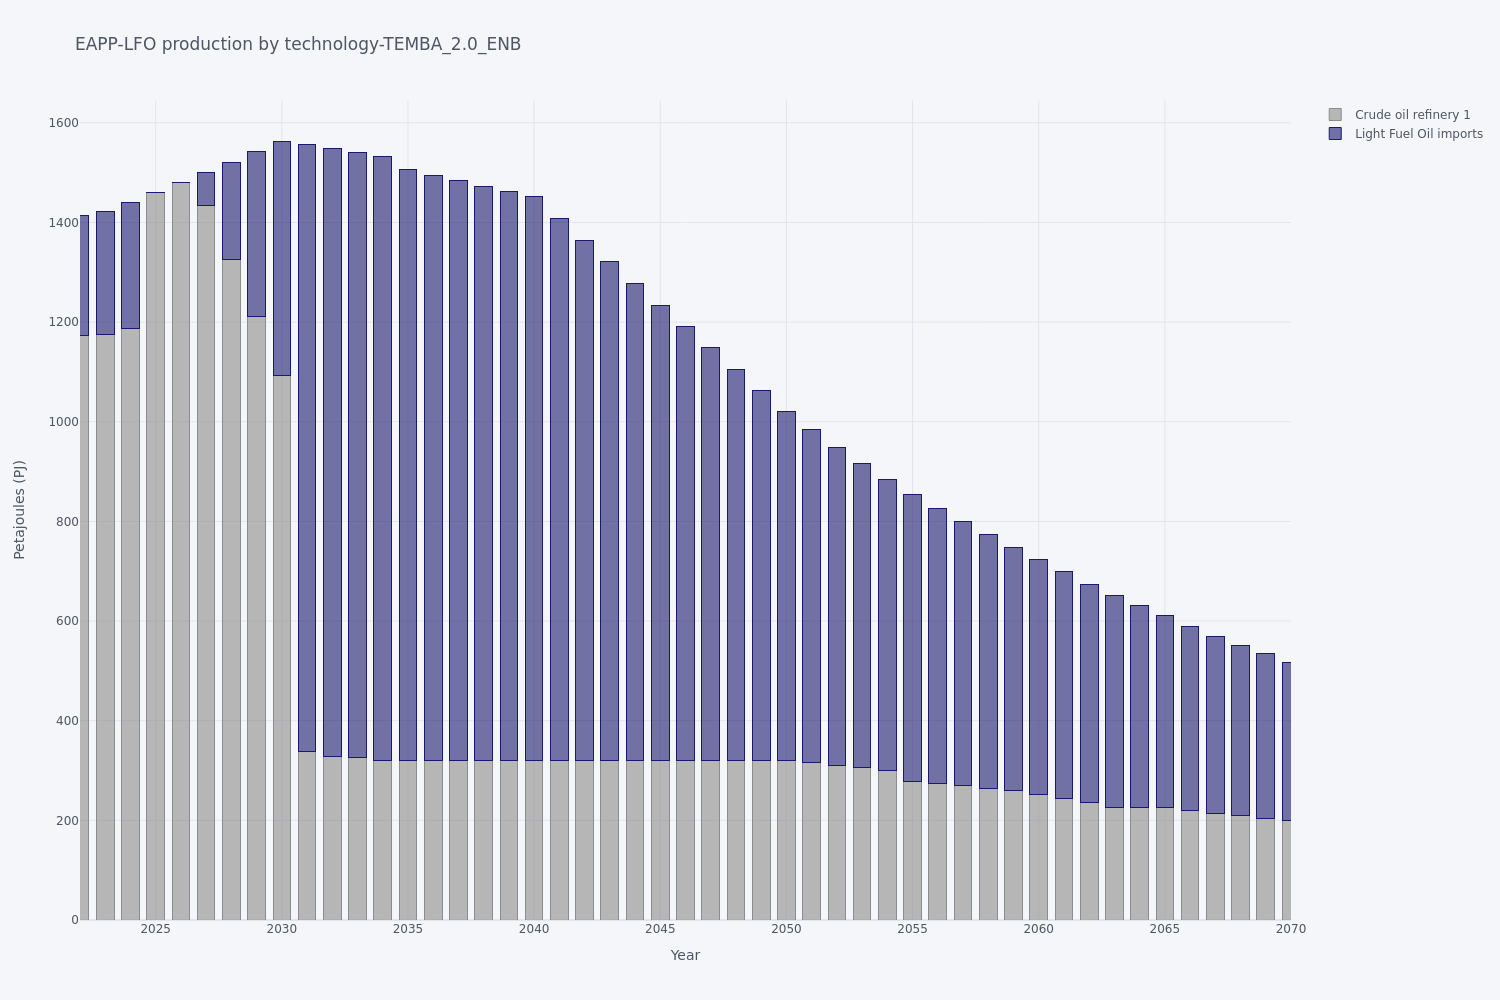 EAPP-LFO production by technology-TEMBA_2.0_ENB
Crude oil refinery 1
Light Fuel Oil imports
Petajoules (PJ)
1600
1400
1200
1000
800
600
400
200
0
2025 2030 2035 2040 2045 2050 2055 2060 2065 2070
Year